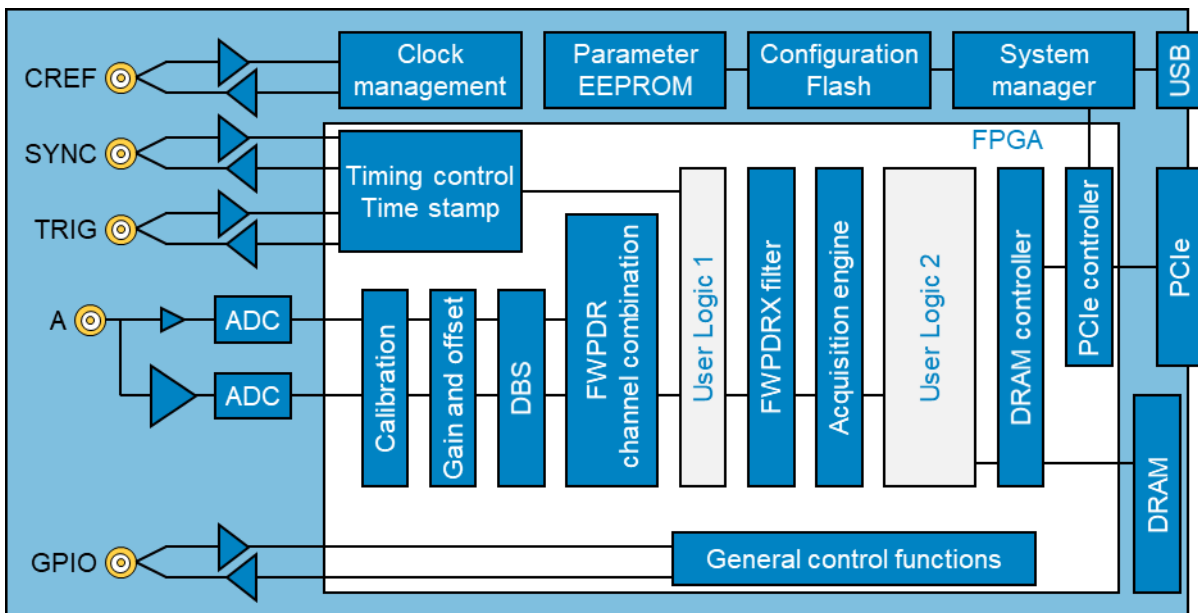 CREF
Clock
management
Parameter
EEPROM
Configuration
Flash
System
manager
USB
FPGA
SYNC
TRIG
Timing control
Time stamp
A
ADC
ADC
Calibration
Gain and offset
DBS
FWPDR
channel combination
User Logic 1
FWPDRX filter
Acquisition engine
User Logic 2
DRAM controller
PCIe controller
PCIe
DRAM
GPIO
General control functions